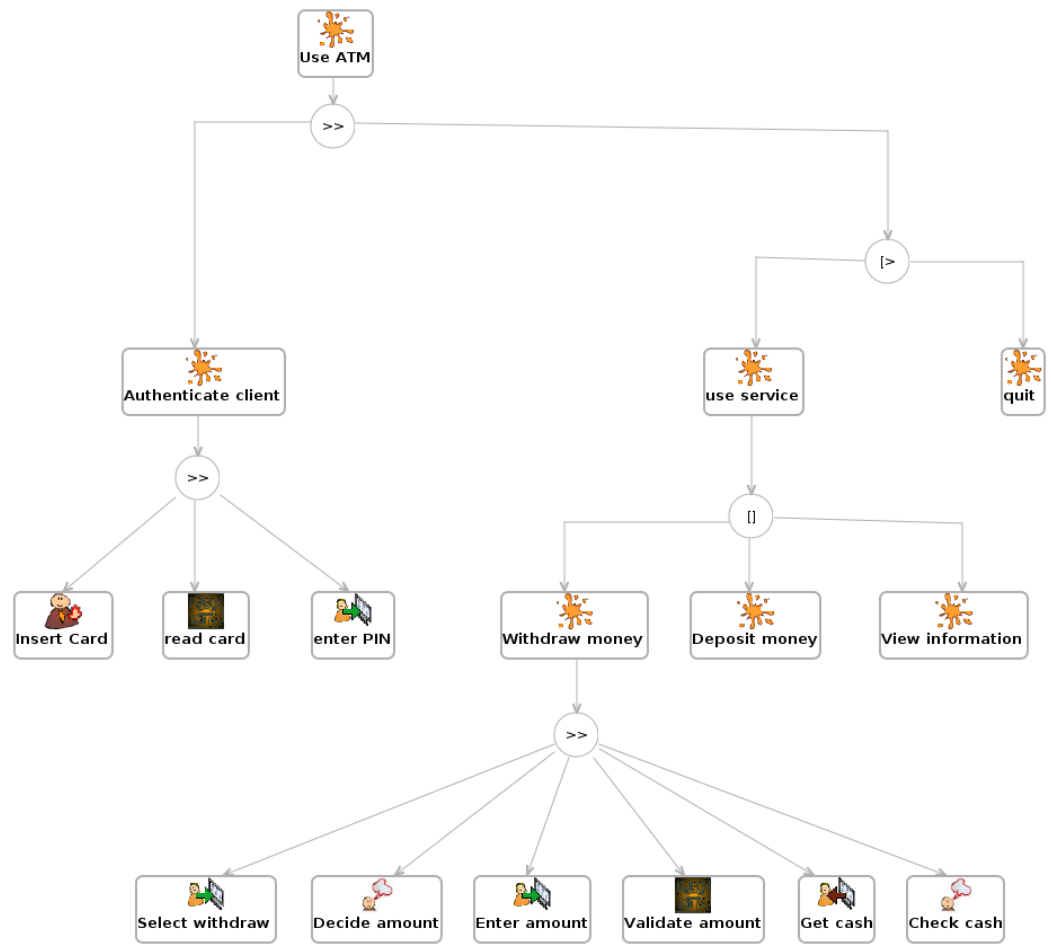 Use ATM
>>
[>
Authenticate client
use service
quit
>>
[]
Insert Card
read card
enter PIN
Withdraw money
Deposit money
View information
>>
Select withdraw
Decide amount
Enter amount
Validate amount
Get cash
Check cash